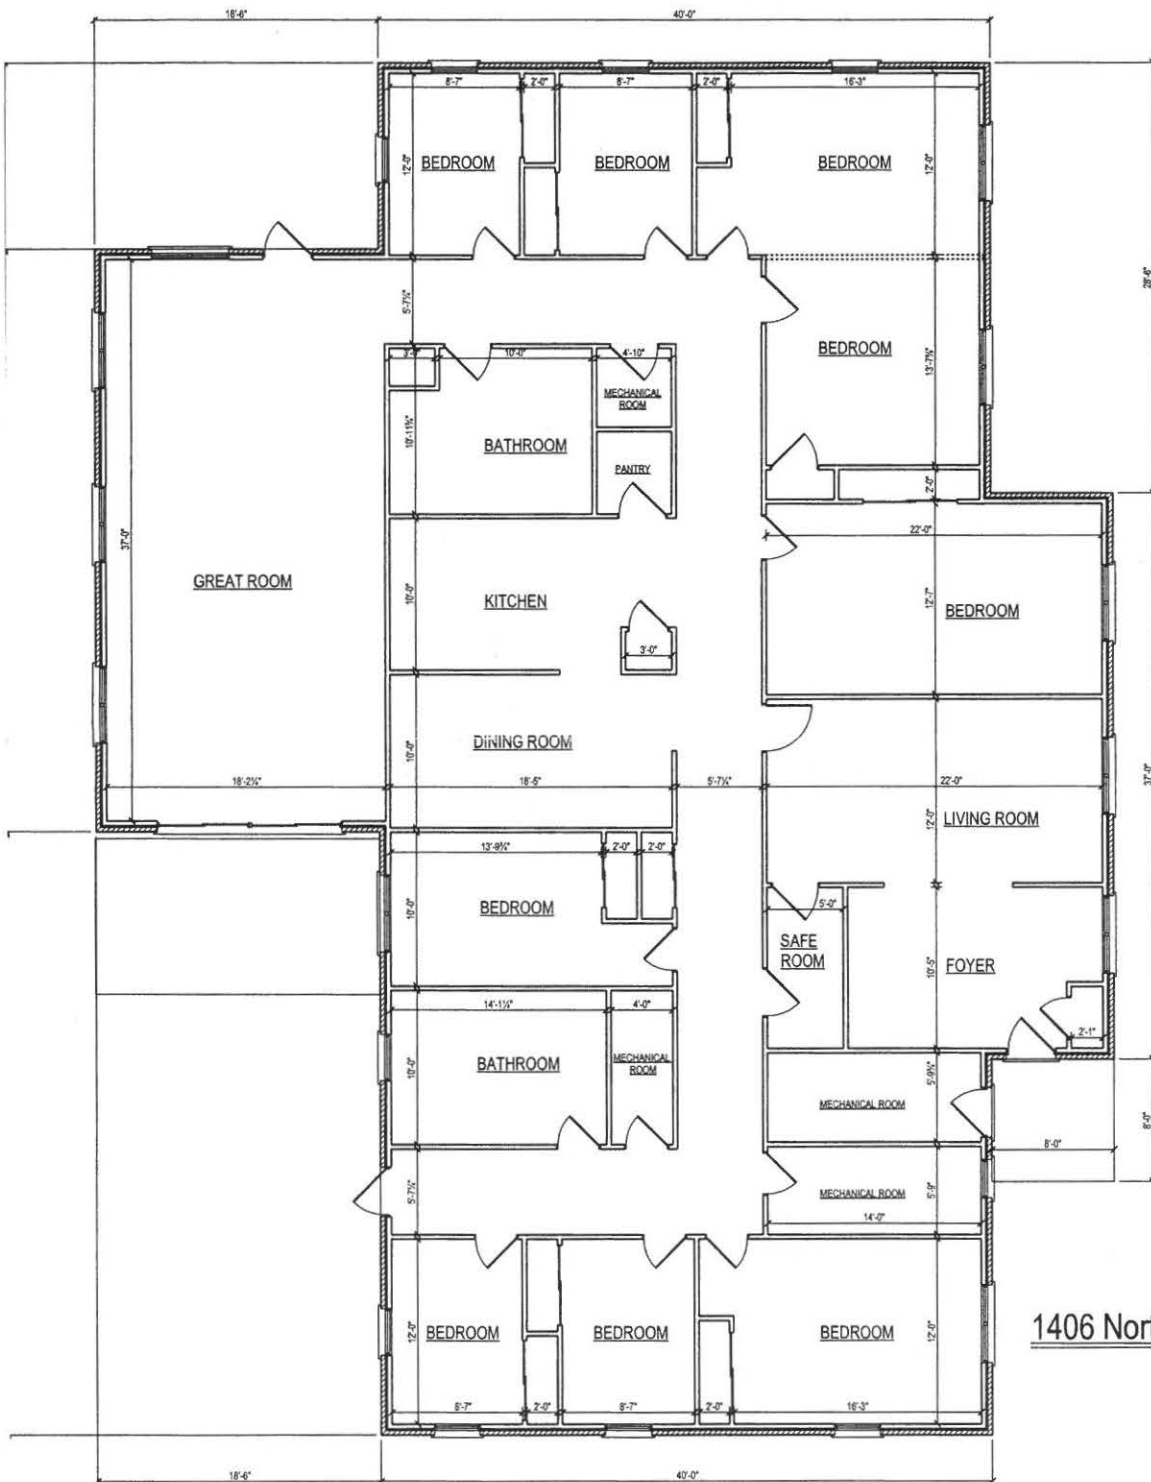 18'-6"
40'-0"
8'-7"
2'-0"
8'-7"
2'-0"
16'-3"
12'-0"
BEDROOM
BEDROOM
BEDROOM
12'-0"
28'-6"
5'-7¼"
BEDROOM
13'-7¾"
3'-0"
10'-0"
4'-10"
MECHANICAL
ROOM
10'-11¾"
BATHROOM
PANTRY
2'-0"
22'-0"
37'-0"
GREAT ROOM
10'-0"
KITCHEN
12'-7"
BEDROOM
3'-0"
10'-0"
DINING ROOM
18'-2¼"
18'-5"
5'-7¼"
22'-0"
37'-0"
12'-0"
LIVING ROOM
13'-9¾"
2'-0"
2'-0"
10'-0"
BEDROOM
5'-0"
SAFE
ROOM
10'-5"
FOYER
14'-1¼"
4'-0"
2'-1"
10'-0"
BATHROOM
MECHANICAL
ROOM
5'-9¾"
MECHANICAL ROOM
8'-0"
8'-0"
5'-7¼"
MECHANICAL ROOM
5'-9"
14'-0"
12'-0"
BEDROOM
BEDROOM
BEDROOM
12'-0"
1406 Nor
8'-7"
2'-0"
8'-7"
2'-0"
16'-3"
18'-6"
40'-0"